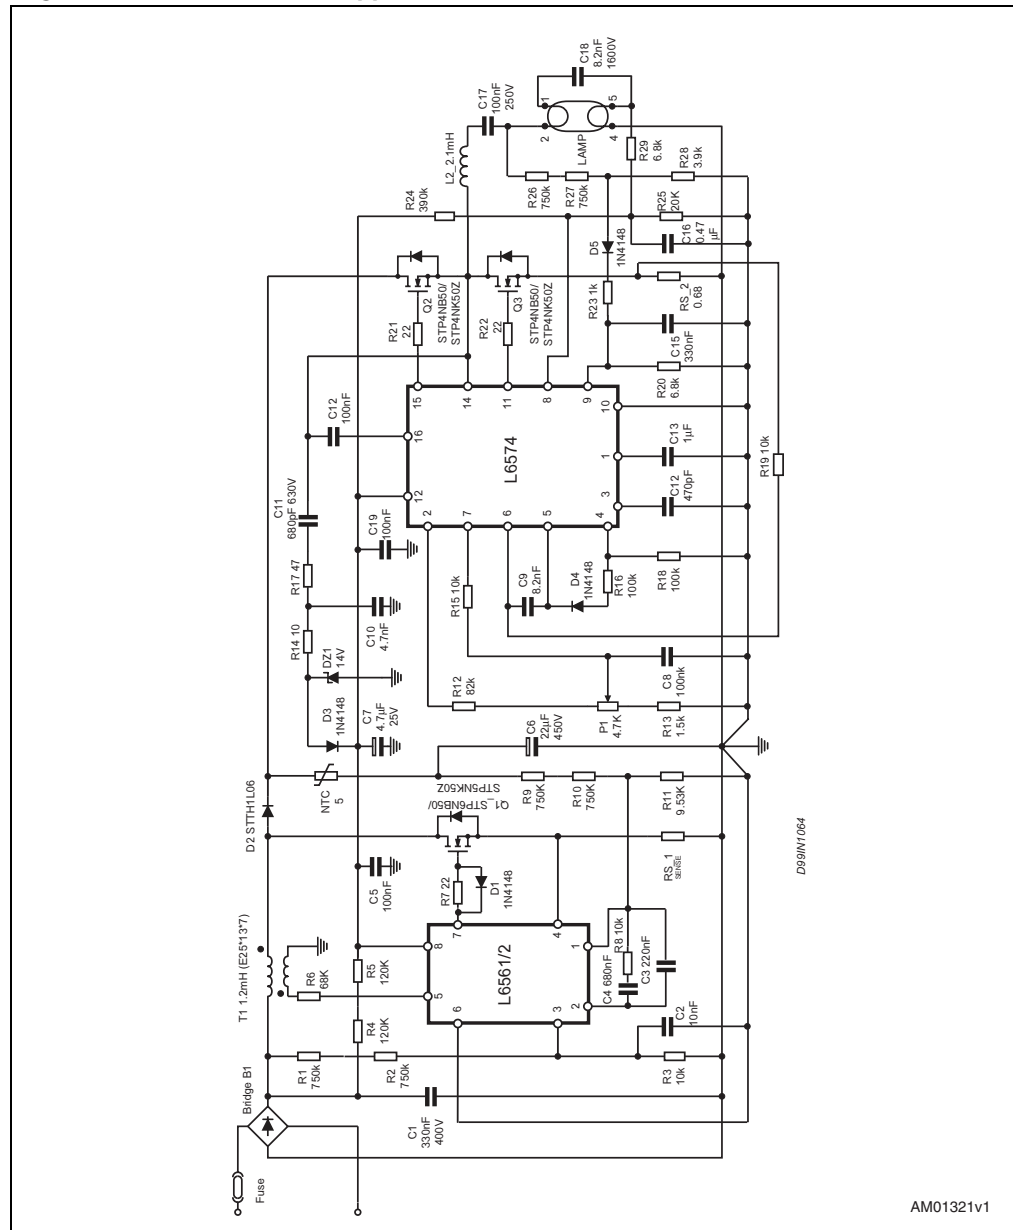 Fuse
Bridge B1
C1
330nF
400V
R1
750k
R2
750k
R3
10k
C2
10nF
R4
120K
R5
120K
T1 1.2mH (E25*13*7)
R6
68K
L6561/2
6
5
8
7
4
1
2
3
C4 680nF
R8 10k
C3 220nF
C5
100nF
R7 22
D1
1N4148
Q1_STP6NB50/
STP5NK50Z
RS_1
SENSE
D2 STTH1L06
NTC
5
R9
750K
R10
750K
R11
9.53K
C6
22µF
450V
D3
1N4148
C7
4.7µF
25V
DZ1
14V
R14 10
C10
4.7nF
R17 47
C11
680pF 630V
C19
100nF
C12
100nF
R12
82k
P1
4.7K
R13
1.5k
C8
100nk
R15 10k
C9
8.2nF
D4
1N4148
R16
100k
R18
100k
L6574
2
7
6
5
4
12
16
3
1
10
15
14
11
8
9
C12
470pF
C13
1µF
R19 10k
R20
6.8k
C15
330nF
RS_2
0.68
R21
22
R22
22
Q2
STP4NB50/
STP4NK50Z
Q3
STP4NB50/
STP4NK50Z
R23 1k
D5
1N4148
R24
390k
L2_2.1mH
C17
100nF
250V
C18
8.2nF
1600V
1
2
5
4
LAMP
R26
750k
R27
750k
R29
6.8k
R28
3.9k
R25
20K
C16
0.47
µF
D99IN1064
AM01321v1